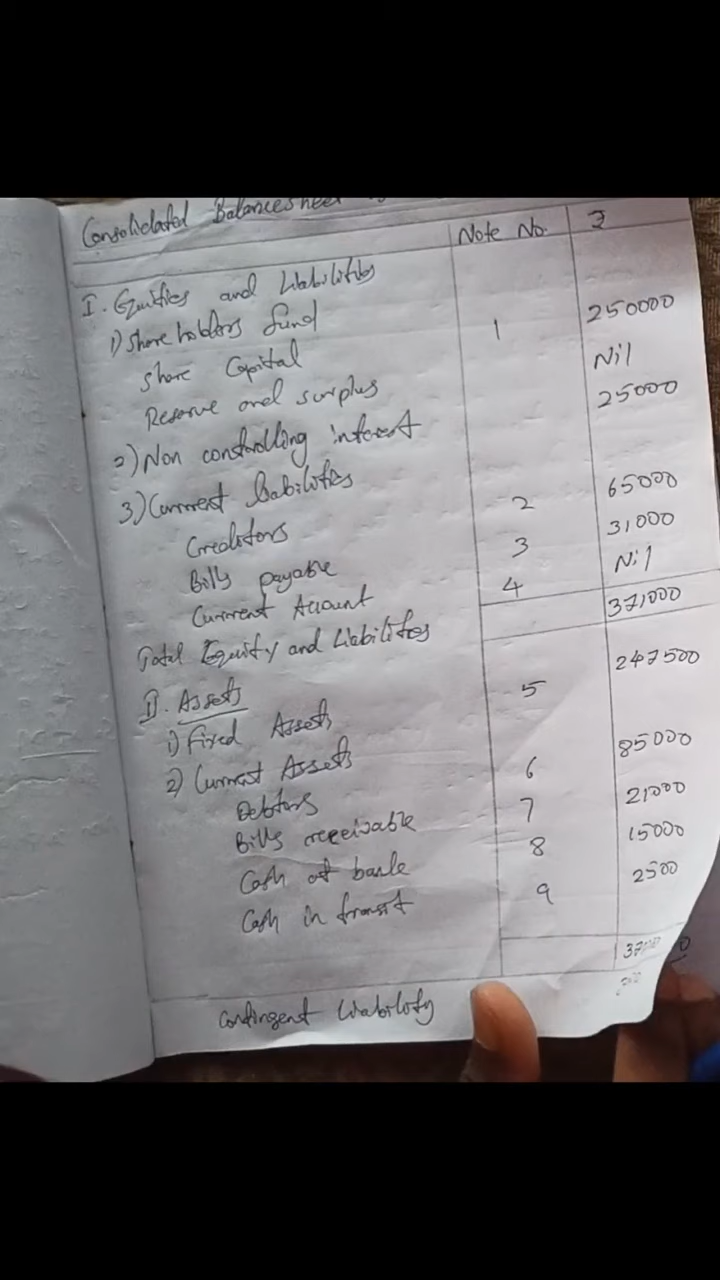 Consolidated Balancesheet
Note No. ₹
I. Equities and Liabilities
1) Share holders fund
Share Capital 1 250000
Reserve and surplus Nil
2) Non controlling interest 25000
3) Current liabilities
Creditors 2 65000
Bills payable 3 31000
Current Account 4 Nil
Total Equity and Liabilities 371000
II. Assets
1) Fixed Assets 5 247500
2) Current Assets
Debtors 6 85000
Bills receivable 7 21000
Cash at bank 8 15000
Cash in transit 9 2500
Contingent Liability